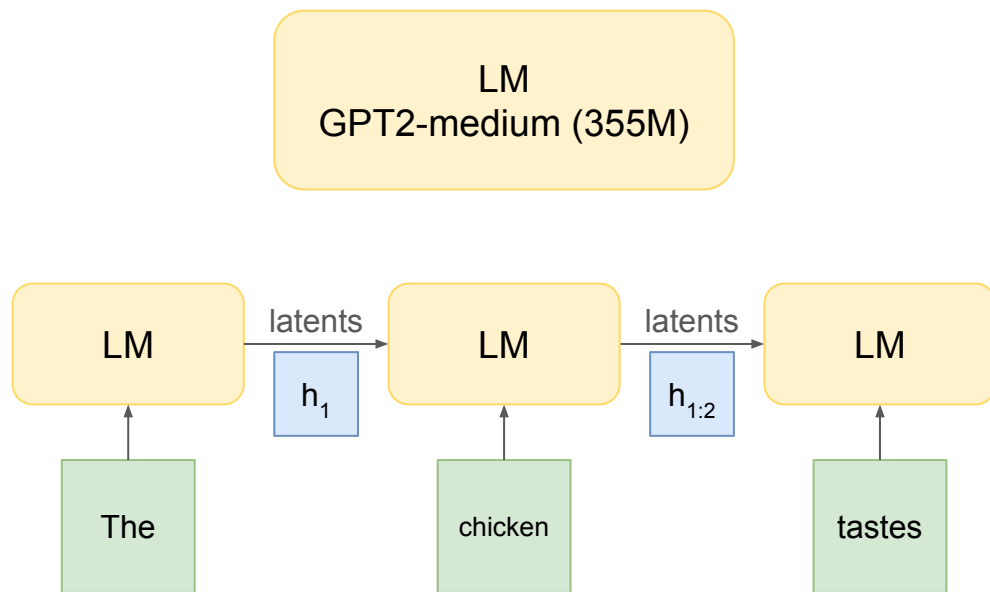 LM
GPT2-medium (355M)
latents
latents
LM
LM
LM
h1
h1:2
The
chicken
tastes